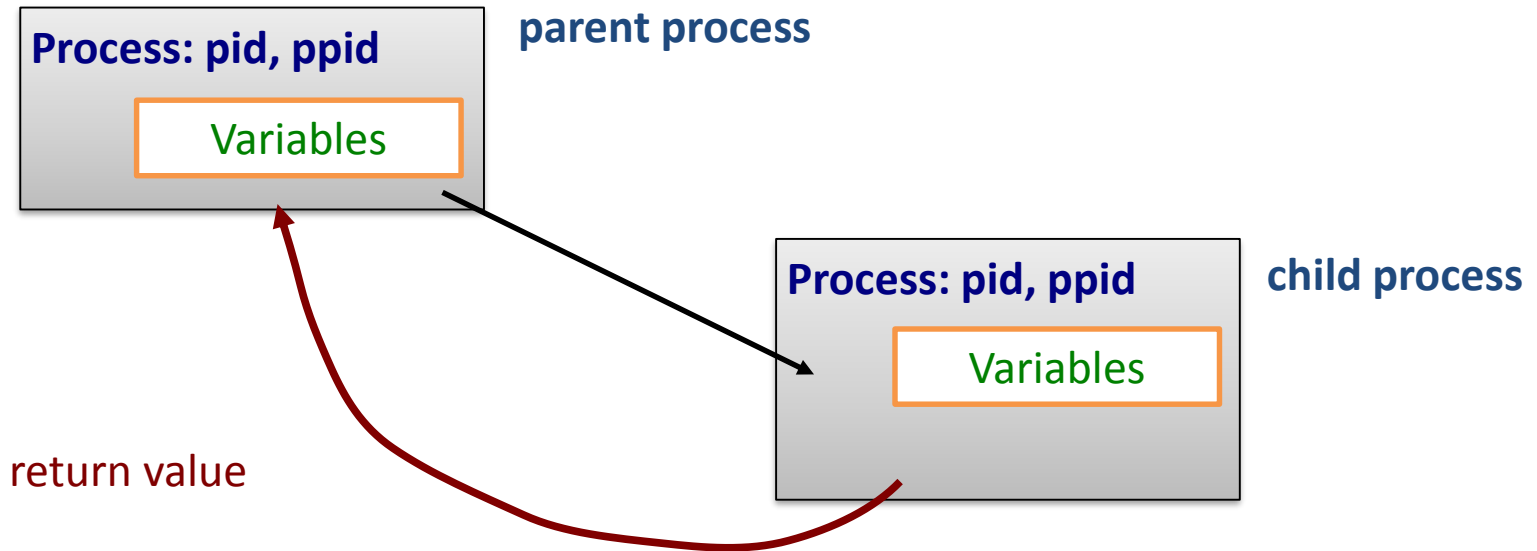 parent process
Process: pid, ppid
Variables
Process: pid, ppid
child process
Variables
return value